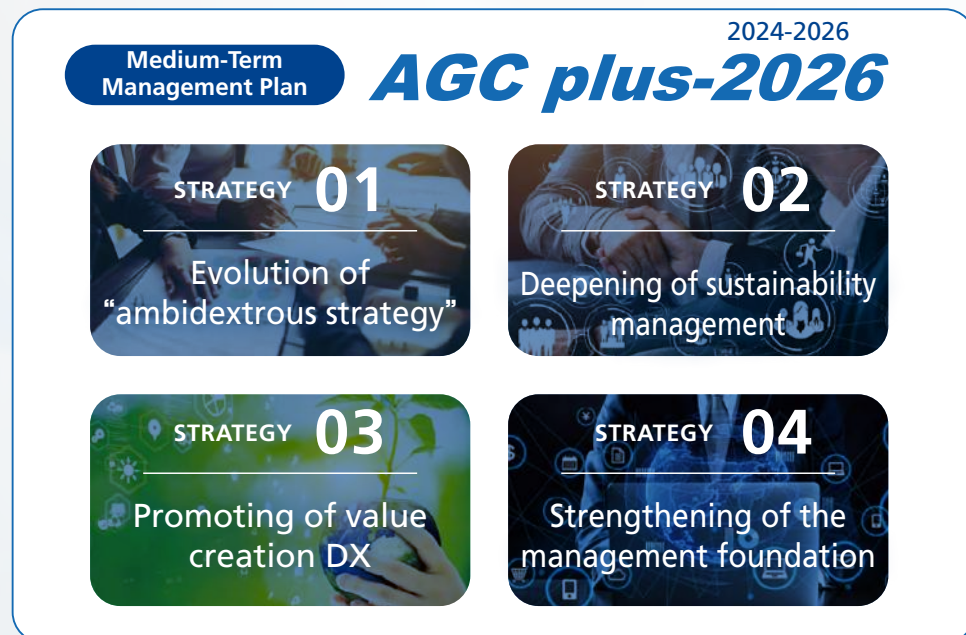 2024-2026
Medium-Term
Management Plan
AGC plus-2026
STRATEGY 01
Evolution of
“ambidextrous strategy”
STRATEGY 02
Deepening of sustainability
management
STRATEGY 03
Promoting of value
creation DX
STRATEGY 04
Strengthening of the
management foundation